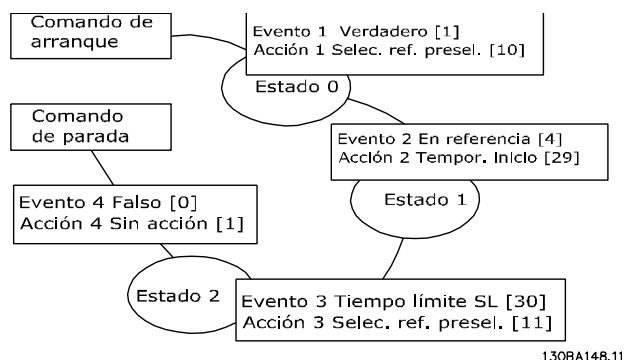 Comando de
arranque
Evento 1  Verdadero [1]
Acción 1 Selec. ref. presel. [10]
Estado 0
Comando
de parada
Evento 2 En referencia [4]
Acción 2 Tempor. Inicio [29]
Estado 1
Evento 4 Falso [0]
Acción 4 Sin acción [1]
Estado 2
Evento 3 Tiempo límite SL [30]
Acción 3 Selec. ref. presel. [11]
130BA148.11